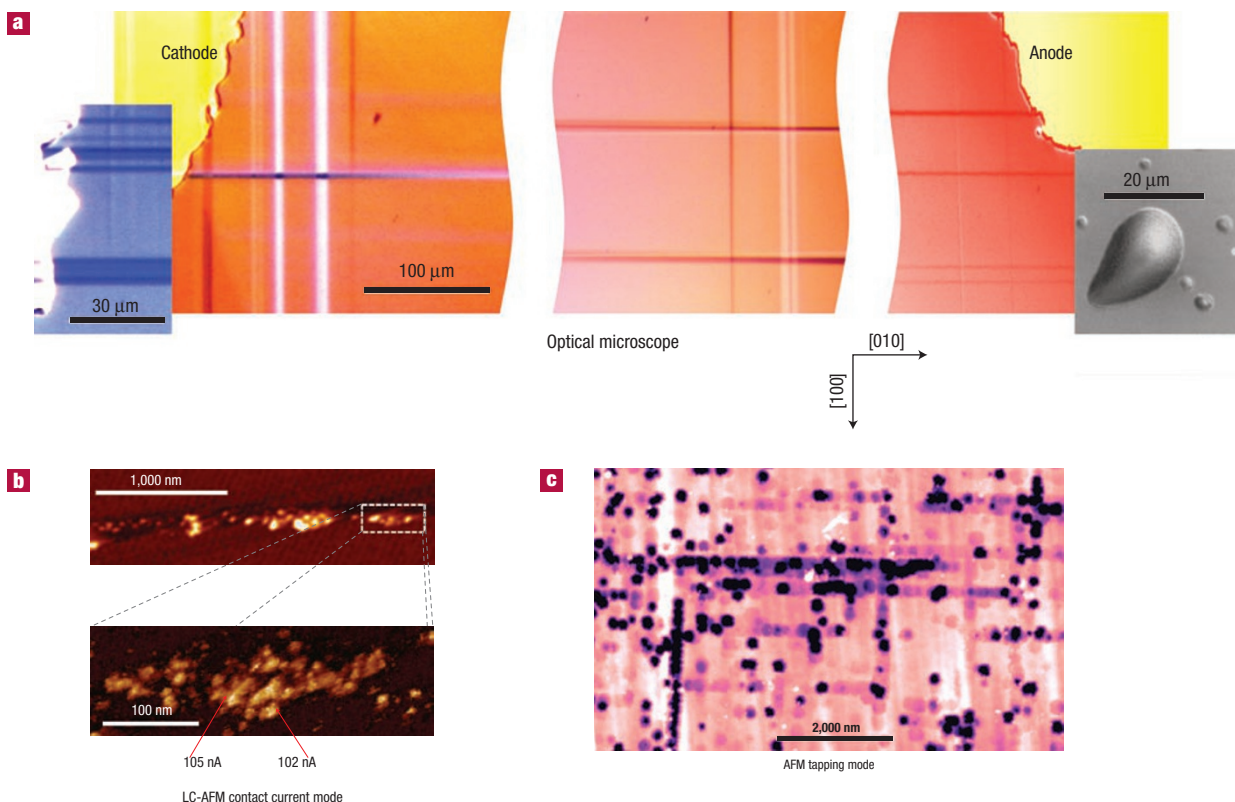 a
Cathode
Anode
20 μm
100 μm
30 μm
Optical microscope
[010]
[100]
b
1,000 nm
100 nm
105 nA
102 nA
LC-AFM contact current mode
c
2,000 nm
AFM tapping mode